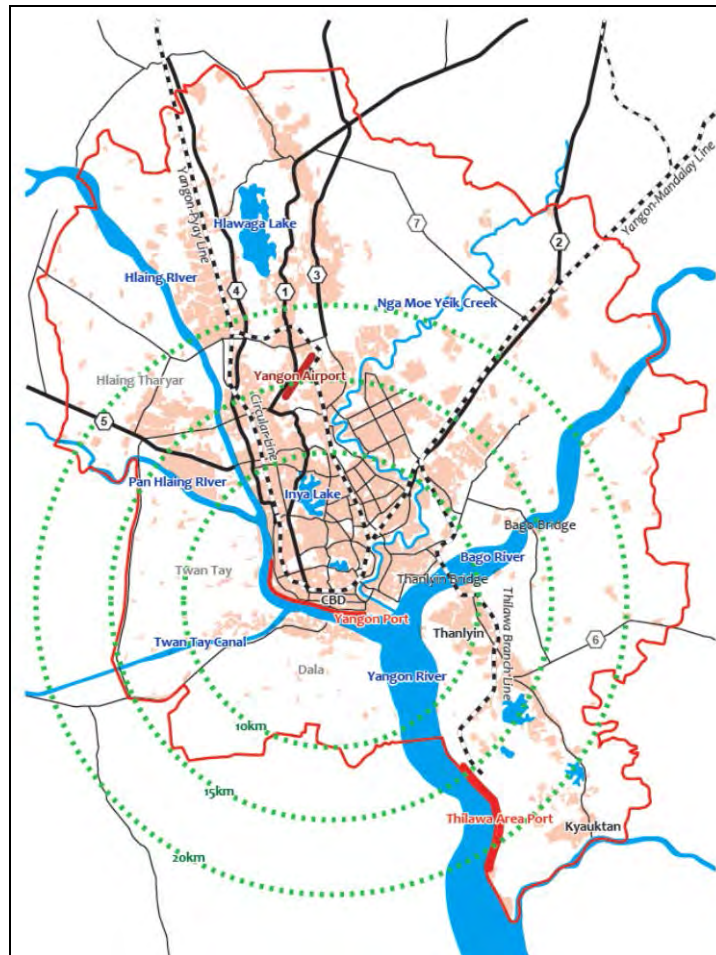 Yangon-Pyay Line
Hlawaga Lake
7
2
Yangon-Mandalay Line
Hlaing RIver
4
1
3
Nga Moe Yeik Creek
Hlaing Tharyar
Yangon Airport
5
Circular-Line
Pan Hlaing RIver
Inya Lake
Bago Bridge
Bago River
Twan Tay
Thanlyin Bridge
CBD
Yangon Port
Thilawa Branch Line
Twan Tay Canal
Thanlyin
6
Dala
Yangon River
10km
15km
Thilawa Area Port
Kyauktan
20km